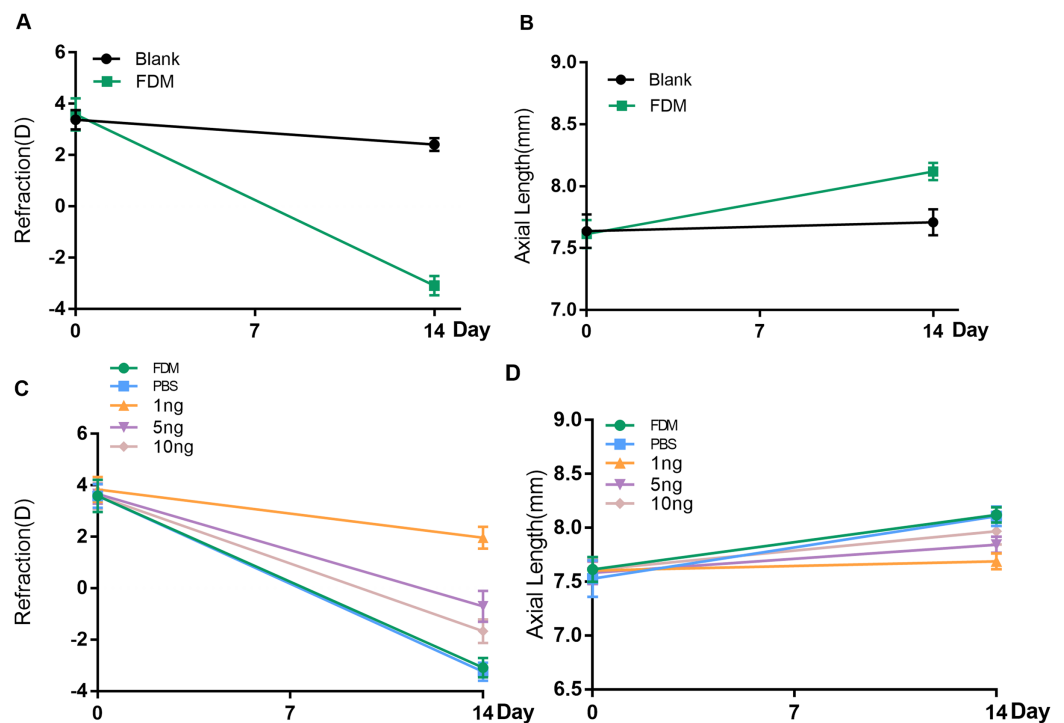 A
Blank
FDM
Refraction(D)
6
4
2
0
-2
-4
0
7
14
Day
B
Blank
FDM
Axial Length(mm)
9.0
8.5
8.0
7.5
7.0
0
7
14
Day
C
FDM
PBS
1ng
5ng
10ng
Refraction(D)
6
4
2
0
-2
-4
0
7
14
Day
D
FDM
PBS
1ng
5ng
10ng
Axial Length(mm)
9.0
8.5
8.0
7.5
7.0
6.5
0
7
14
Day